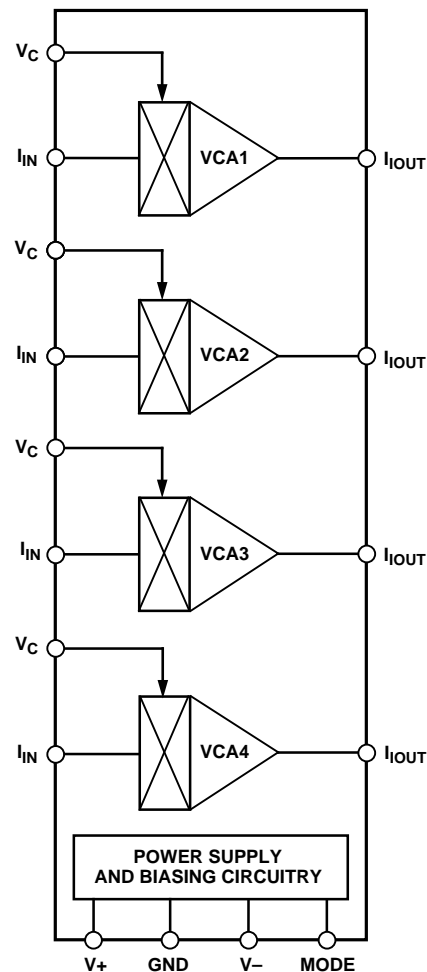 VC
IIN
VCA1
IIOUT
VC
IIN
VCA2
IIOUT
VC
IIN
VCA3
IIOUT
VC
IIN
VCA4
IIOUT
POWER SUPPLY
AND BIASING CIRCUITRY
V+ GND V– MODE